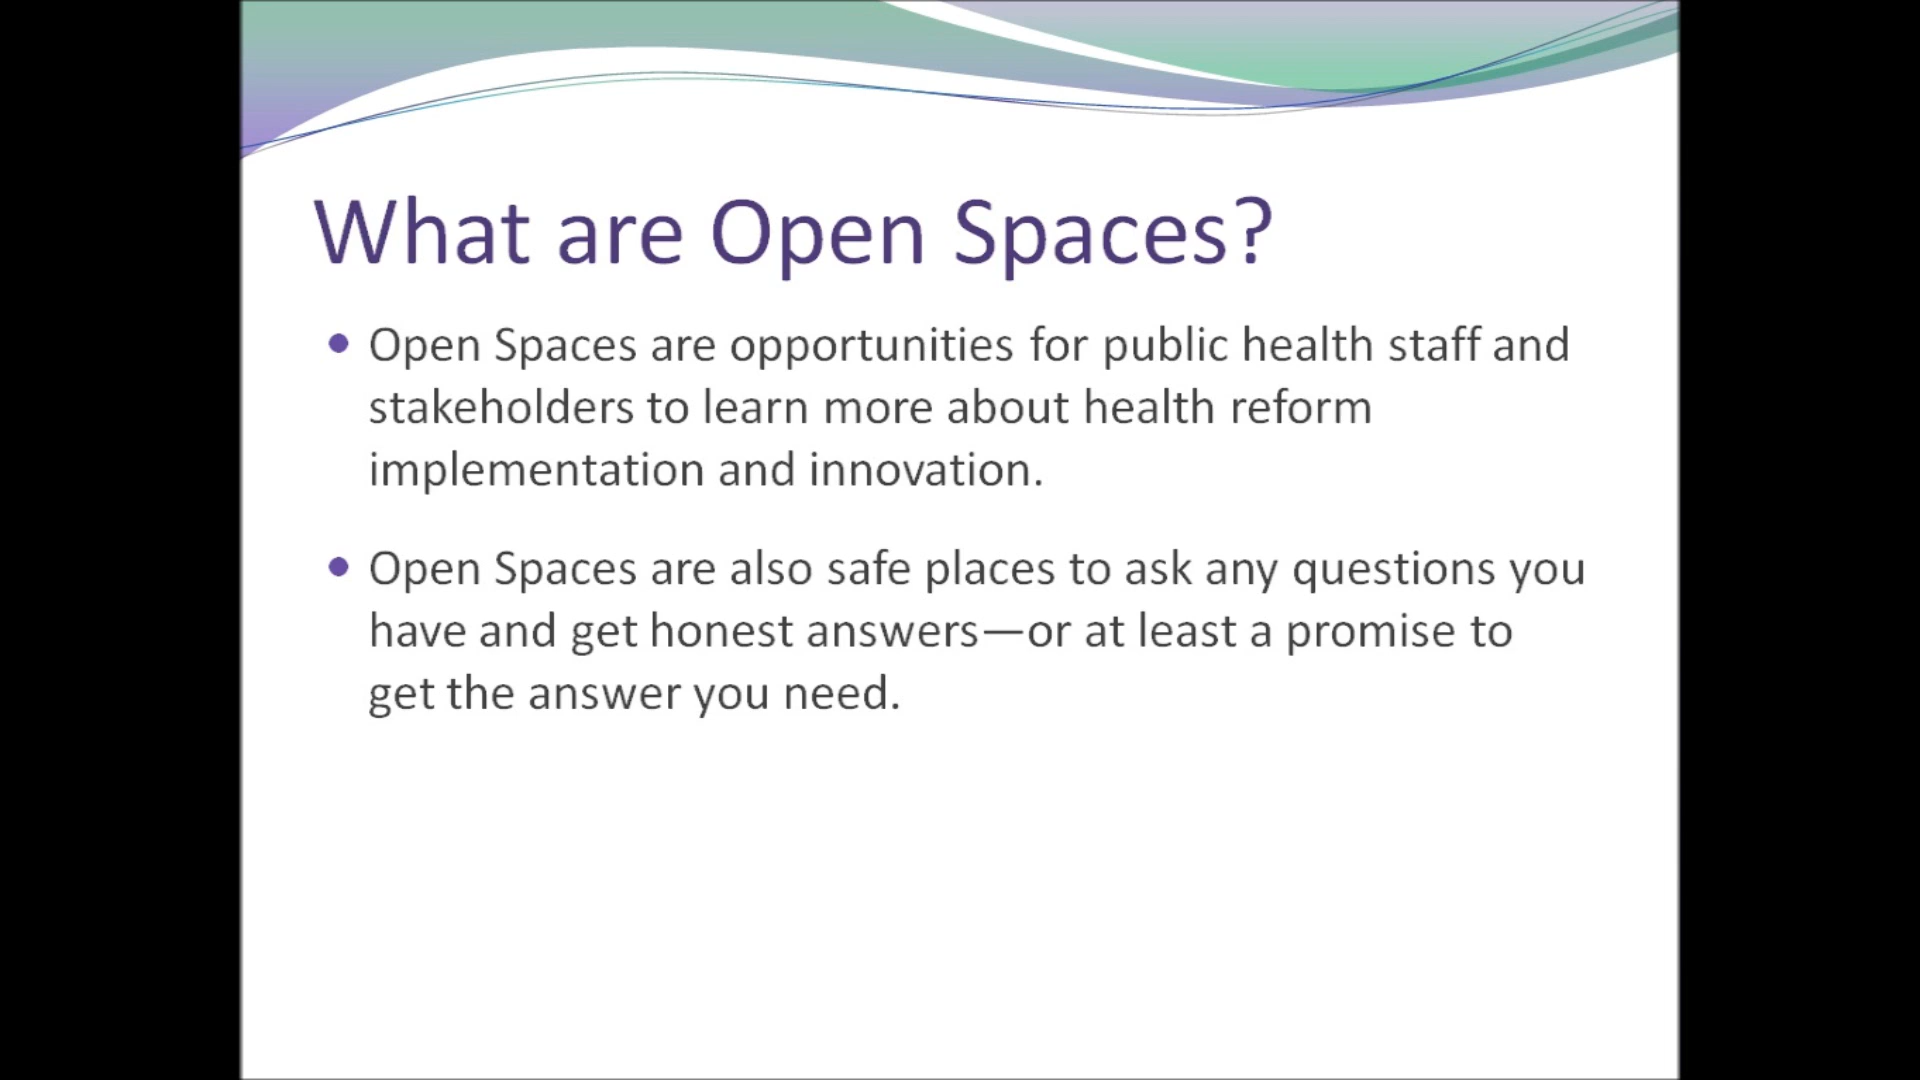 What are Open Spaces?
Open Spaces are opportunities for public health staff and
stakeholders to learn more about health reform
implementation and innovation.
Open Spaces are also safe places to ask any questions you
have and get honest answers—or at least a promise to
get the answer you need.